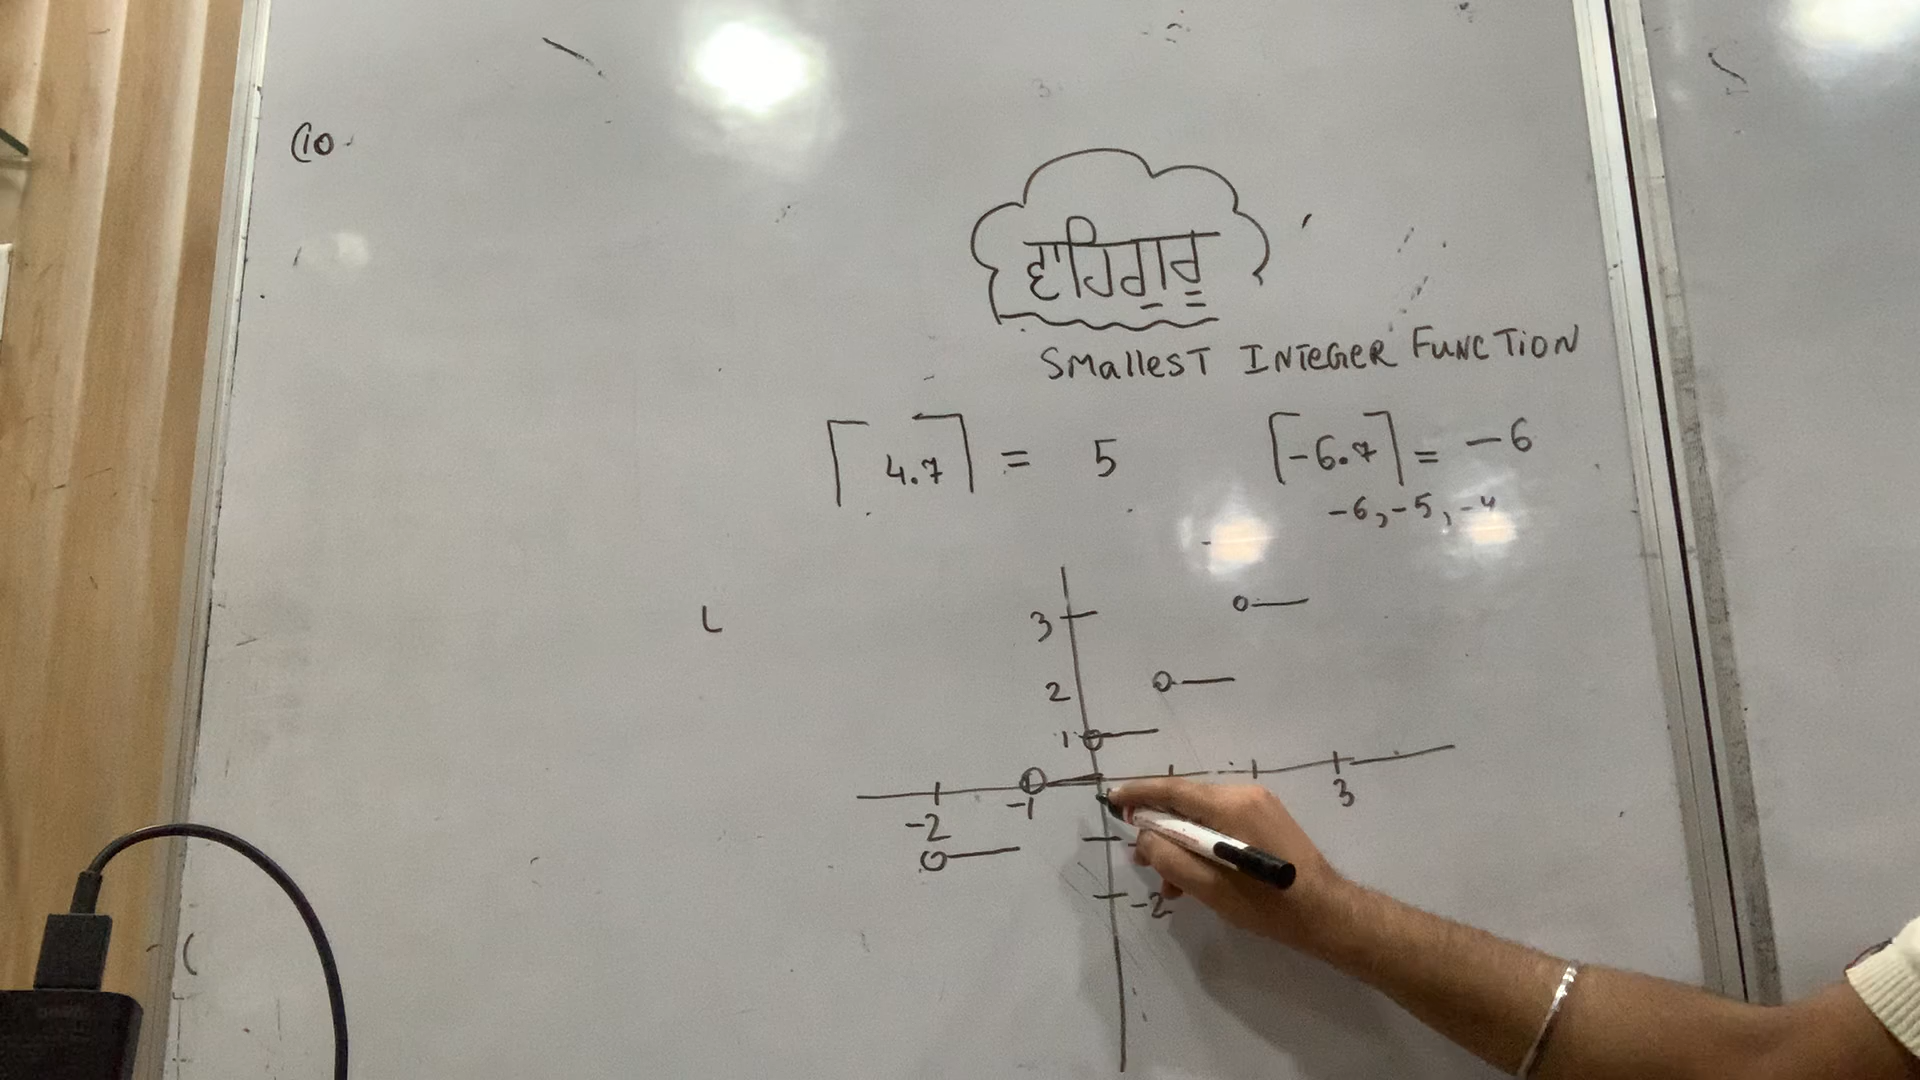 (10
ਵਾਹਿਗੁਰੂ
SMallesT INTeGeR FuNCTioN
⌈4.7⌉ = 5 ⌈-6.7⌉ = -6
-6, -5, -4
3
2
1
3
-1
-2
-2